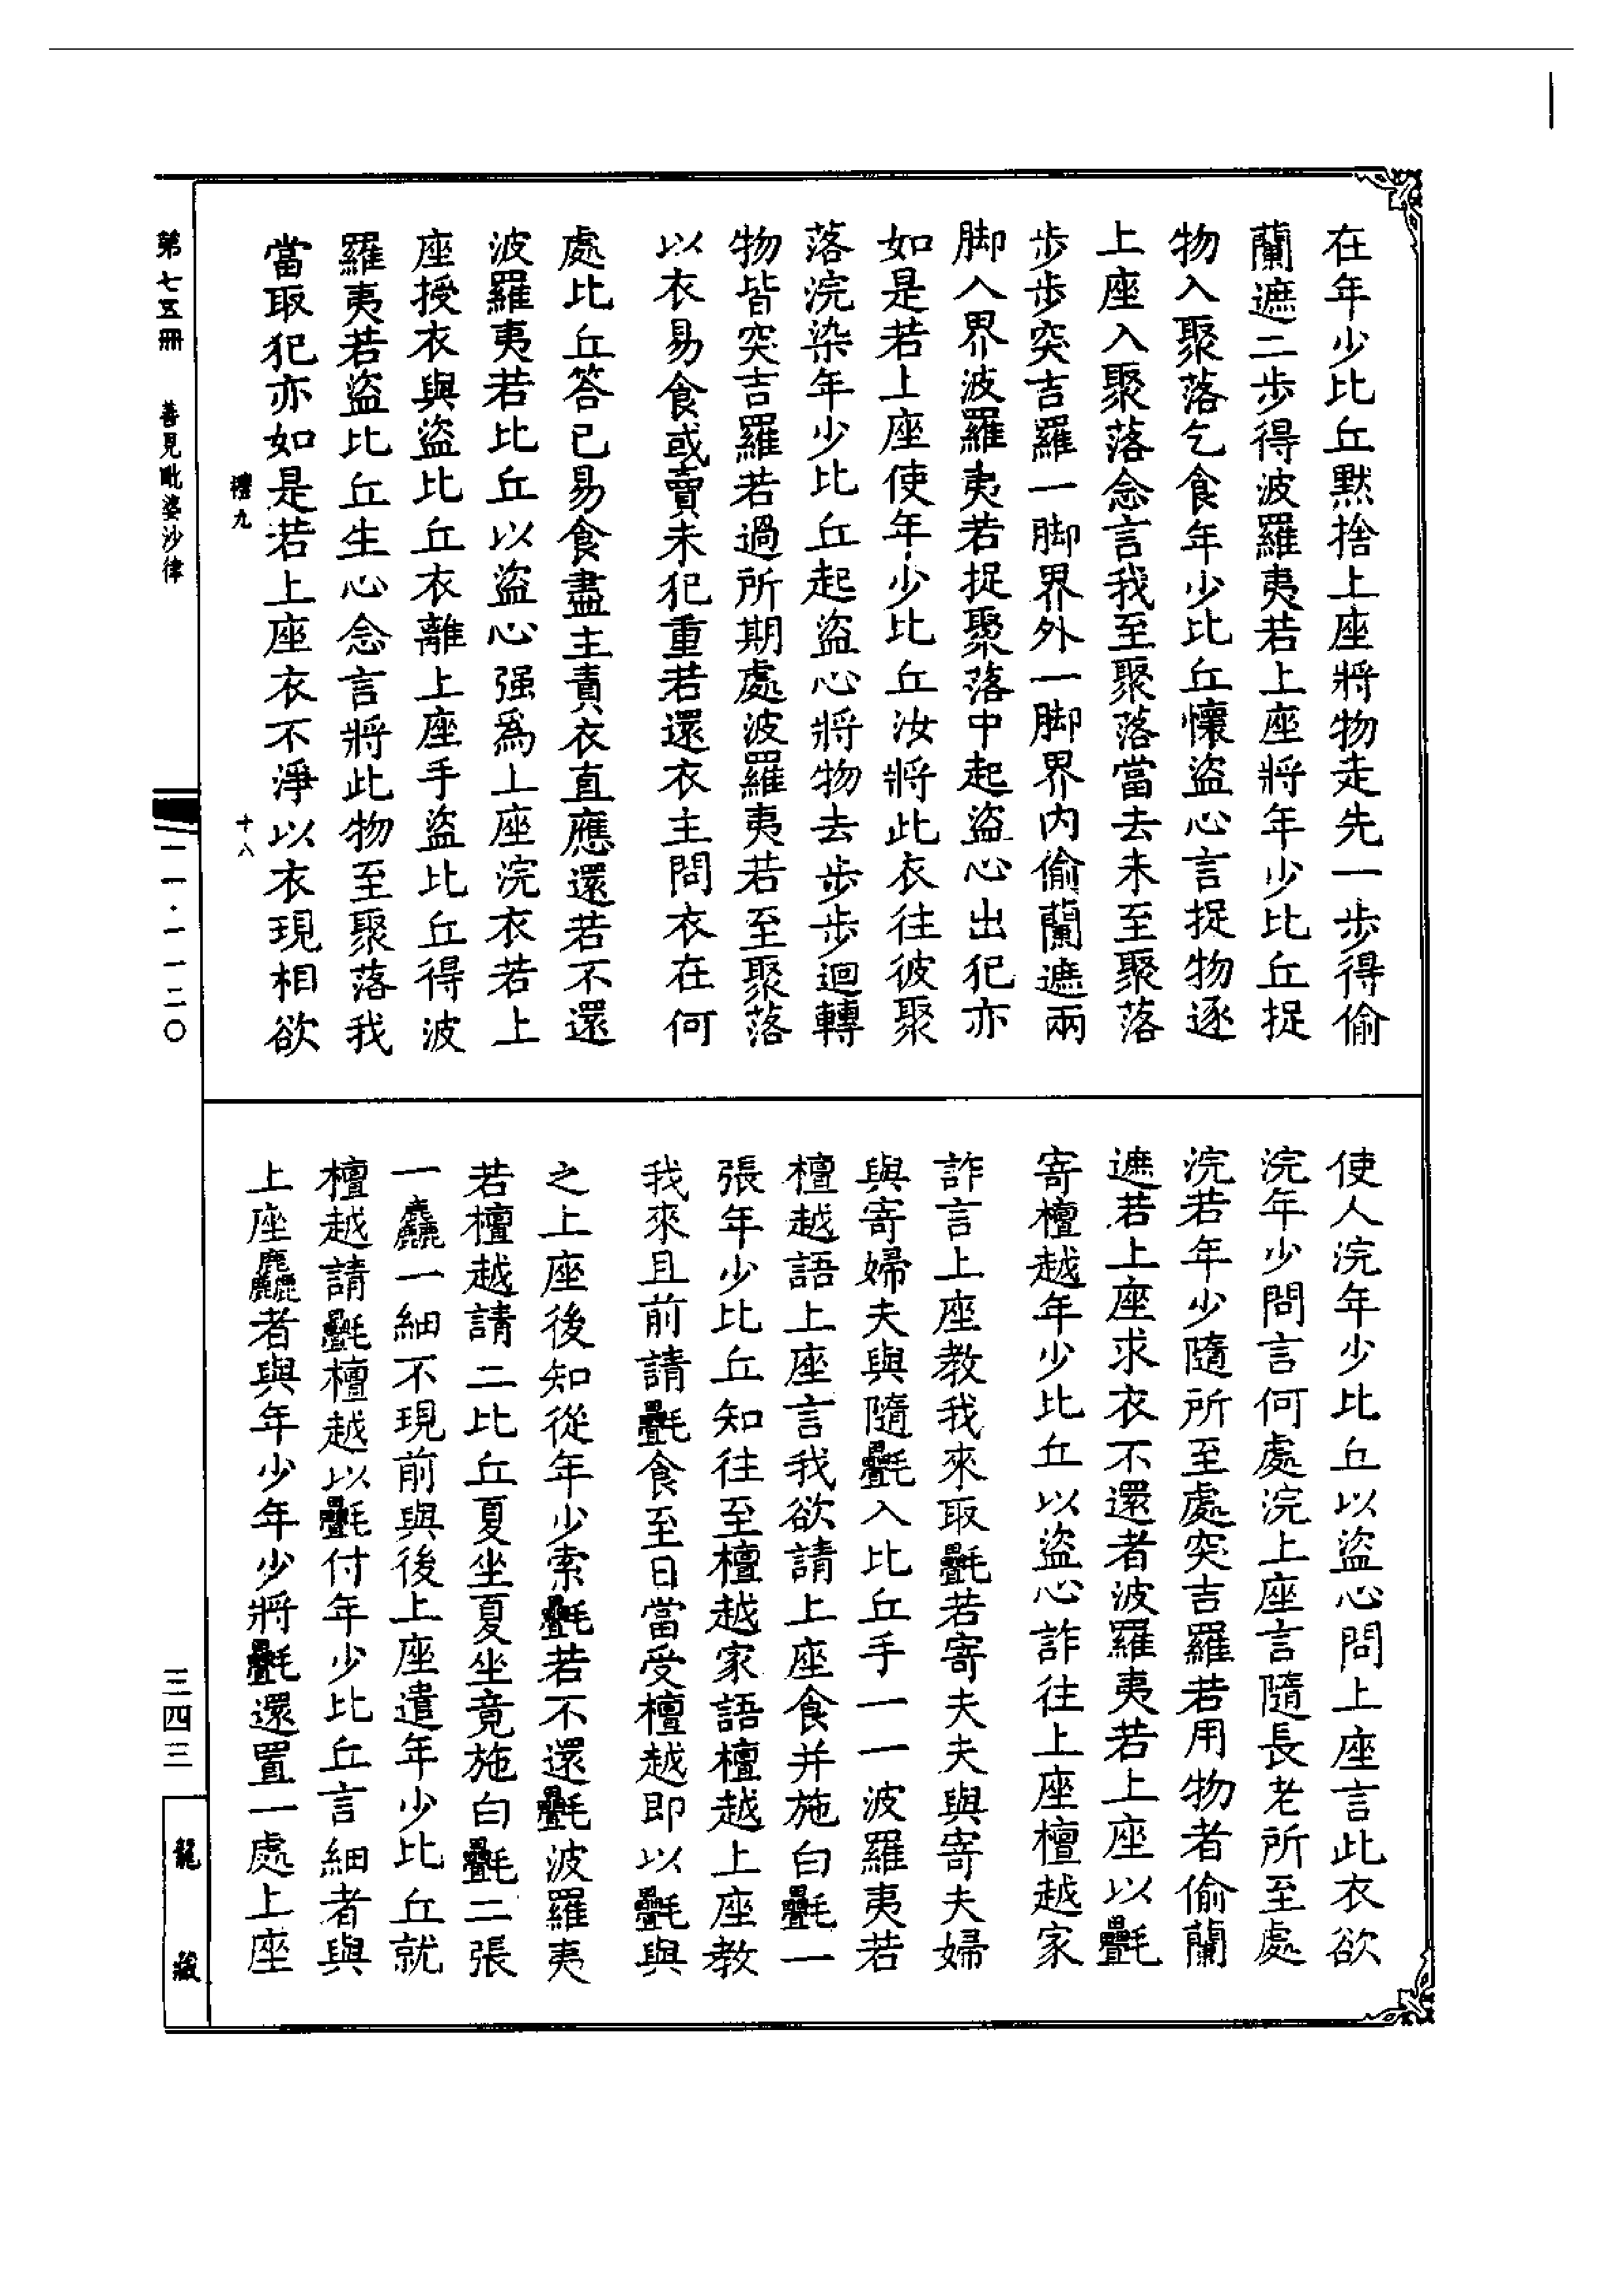 在年少比丘默捨上座將物走先一步得偷
蘭遮二步得波羅夷若上座將年少比丘捉
物入聚落乞食年少比丘懷盜心言捉物逐
上座入聚落念言我至聚落當去未至聚落
步步突吉羅一脚界外一脚界內偷蘭遮兩
脚入界波羅夷若捉聚落中起盜心出犯亦
如是若上座使年少比丘汝將此衣往彼聚
落浣染年少比丘起盜心將物去步步迴轉
物皆突吉羅若過所期處波羅夷若至聚落
以衣易食或賣未犯重若還衣主問衣在何
處比丘答已易食盡主責衣直應還若不還
波羅夷若比丘以盜心强爲上座浣衣若上
座授衣與盜比丘衣離上座手盜比丘得波
羅夷若盜比丘生心念言將此物至聚落我
當取犯亦如是若上座衣不淨以衣現相欲
禮九
十八
第七五冊
善見毗婆沙律
一一·一一二〇
使人浣年少比丘以盜心問上座言此衣欲
浣年少問言何處浣上座言隨長老所至處
浣若年少隨所至處突吉羅若用物者偷蘭
遮若上座求衣不還者波羅夷若上座以氎
寄檀越年少比丘以盜心詐往上座檀越家
詐言上座教我來取氎若寄夫夫與寄夫婦
與寄婦夫與隨氎入比丘手一一波羅夷若
檀越語上座言我欲請上座食并施白氎一
張年少比丘知往至檀越家語檀越上座教
我來且前請氎食至日當受檀越即以氎與
之上座後知從年少索氎若不還氎波羅夷
若檀越請二比丘夏坐夏坐竟施白氎二張
一麤一細不現前與後上座遣年少比丘就
檀越請氎檀越以氎付年少比丘言細者與
上座麤者與年少年少將氎還置一處上座
三四三
龍藏